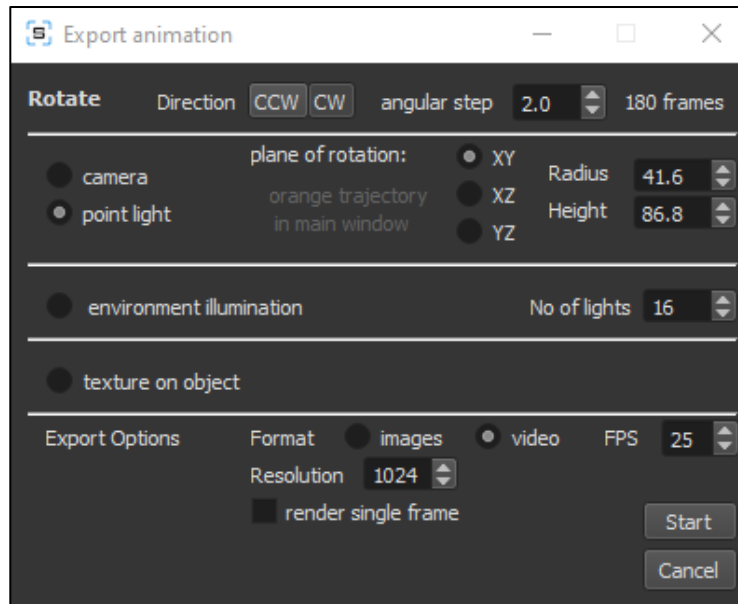 Export animation
Rotate Direction CCW CW angular step 2.0 180 frames
plane of rotation: XY
camera Radius 41.6
orange trajectory XZ
point light Height 86.8
in main window YZ
environment illumination No of lights 16
texture on object
Export Options Format images video FPS 25
Resolution 1024
render single frame
Start
Cancel